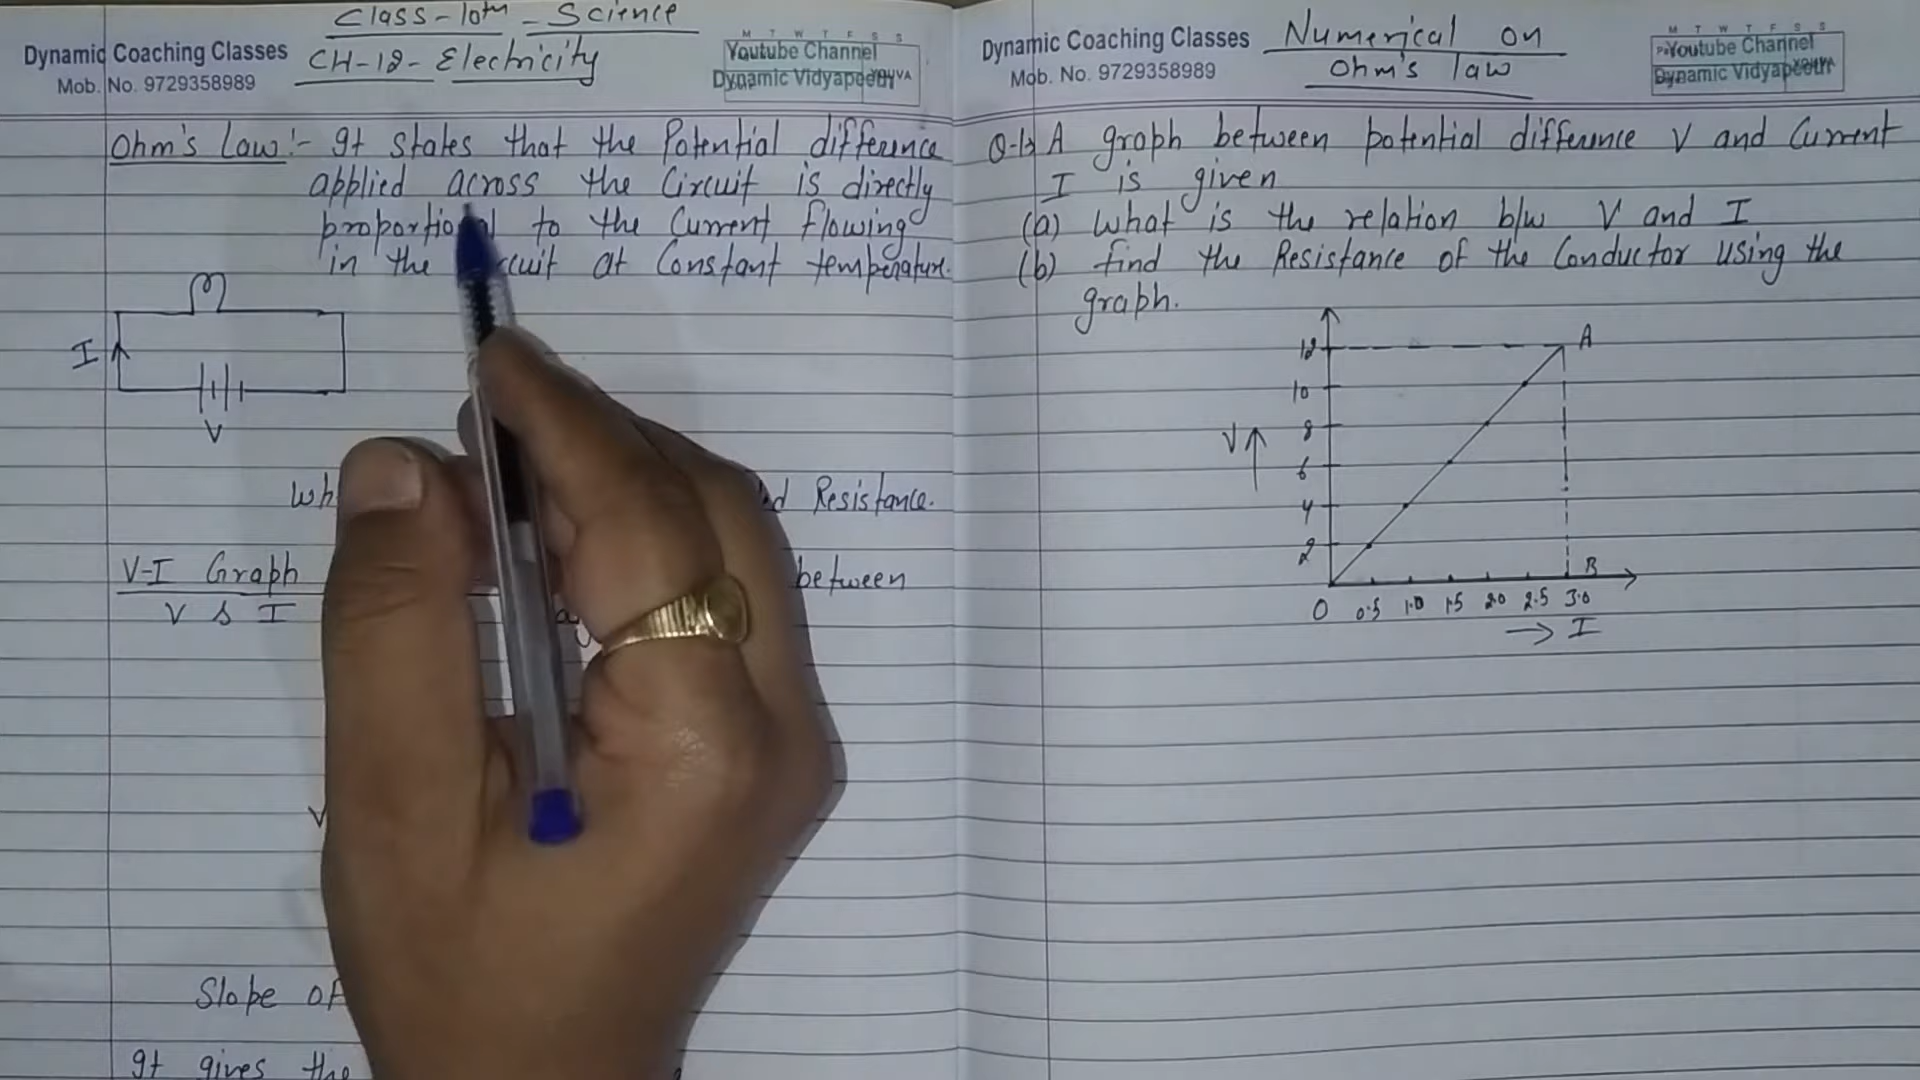 Class-10th - Science
Dynamic Coaching Classes
CH-12- Electricity
Mob. No. 9729358989
M T W T F S S
Youtube Channel
Dynamic Vidyapeeth
Ohm's Law:- It states that the Potential difference
applied across the Circuit is directly
proportional to the Current flowing
in the at Constant temperature.
I
V
Resistance.
V-I Graph between
V & I
V
Slope of
It gives the
Dynamic Coaching Classes
Mob. No. 9729358989
Numerical on
Ohm's law
M T W T F S S
Youtube Channel
Dynamic Vidyapeeth
Q-1) A graph between potential difference V and Current
I is given
(a) What is the relation b/w V and I
(b) find the Resistance of the Conductor using the
graph.
12 A
10
V 8
6
4
2
B
0 0.5 1.0 1.5 2.0 2.5 3.0
→ I